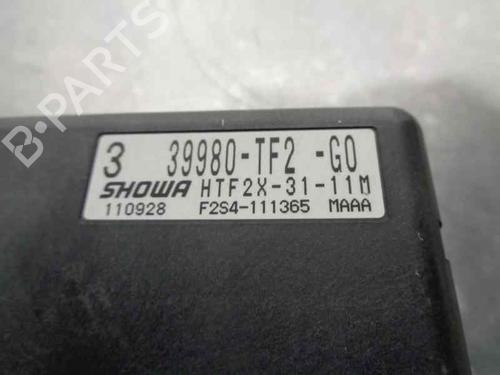 B-PARTS
3 39980-TF2 -G0
SHOWA HTF2X-31-11M
110928 F2S4-111365 MAAA